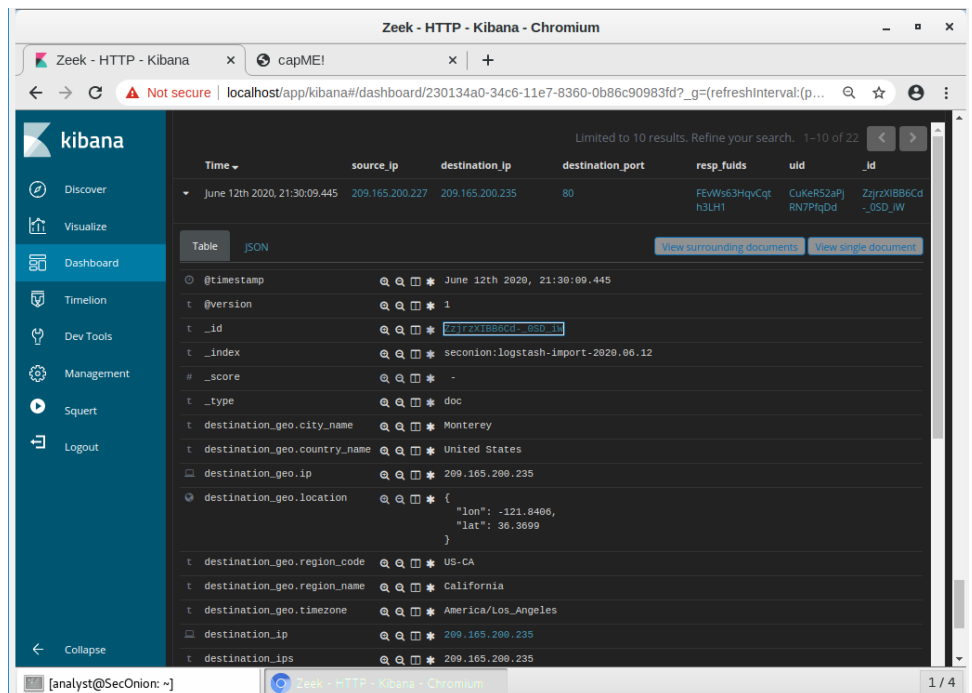 Zeek - HTTP - Kibana - Chromium
Zeek - HTTP - Kibana
capME!
Not secure | localhost/app/kibana#/dashboard/230134a0-34c6-11e7-8360-0b86c90983fd?_g=(refreshInterval:(p...
kibana
Discover
Visualize
Dashboard
Timelion
Dev Tools
Management
Squert
Logout
Collapse
Limited to 10 results. Refine your search. 1–10 of 22
Time source_ip destination_ip destination_port resp_fuids uid _id
June 12th 2020, 21:30:09.445 209.165.200.227 209.165.200.235 80 FEvWs63HqvCqt CuKeR52aPj ZzjrzXIBB6Cd
h3LH1 RN7PfqDd -_0SD_iW
Table JSON View surrounding documents View single document
@timestamp June 12th 2020, 21:30:09.445
t @version 1
t _id ZzjrzXIBB6Cd-_0SD_iW
t _index seconion:logstash-import-2020.06.12
# _score -
t _type doc
t destination_geo.city_name Monterey
t destination_geo.country_name United States
destination_geo.ip 209.165.200.235
destination_geo.location {
"lon": -121.8406,
"lat": 36.3699
}
t destination_geo.region_code US-CA
t destination_geo.region_name California
t destination_geo.timezone America/Los_Angeles
destination_ip 209.165.200.235
t destination_ips 209.165.200.235
[analyst@SecOnion: ~] Zeek - HTTP - Kibana - Chromium 1 / 4